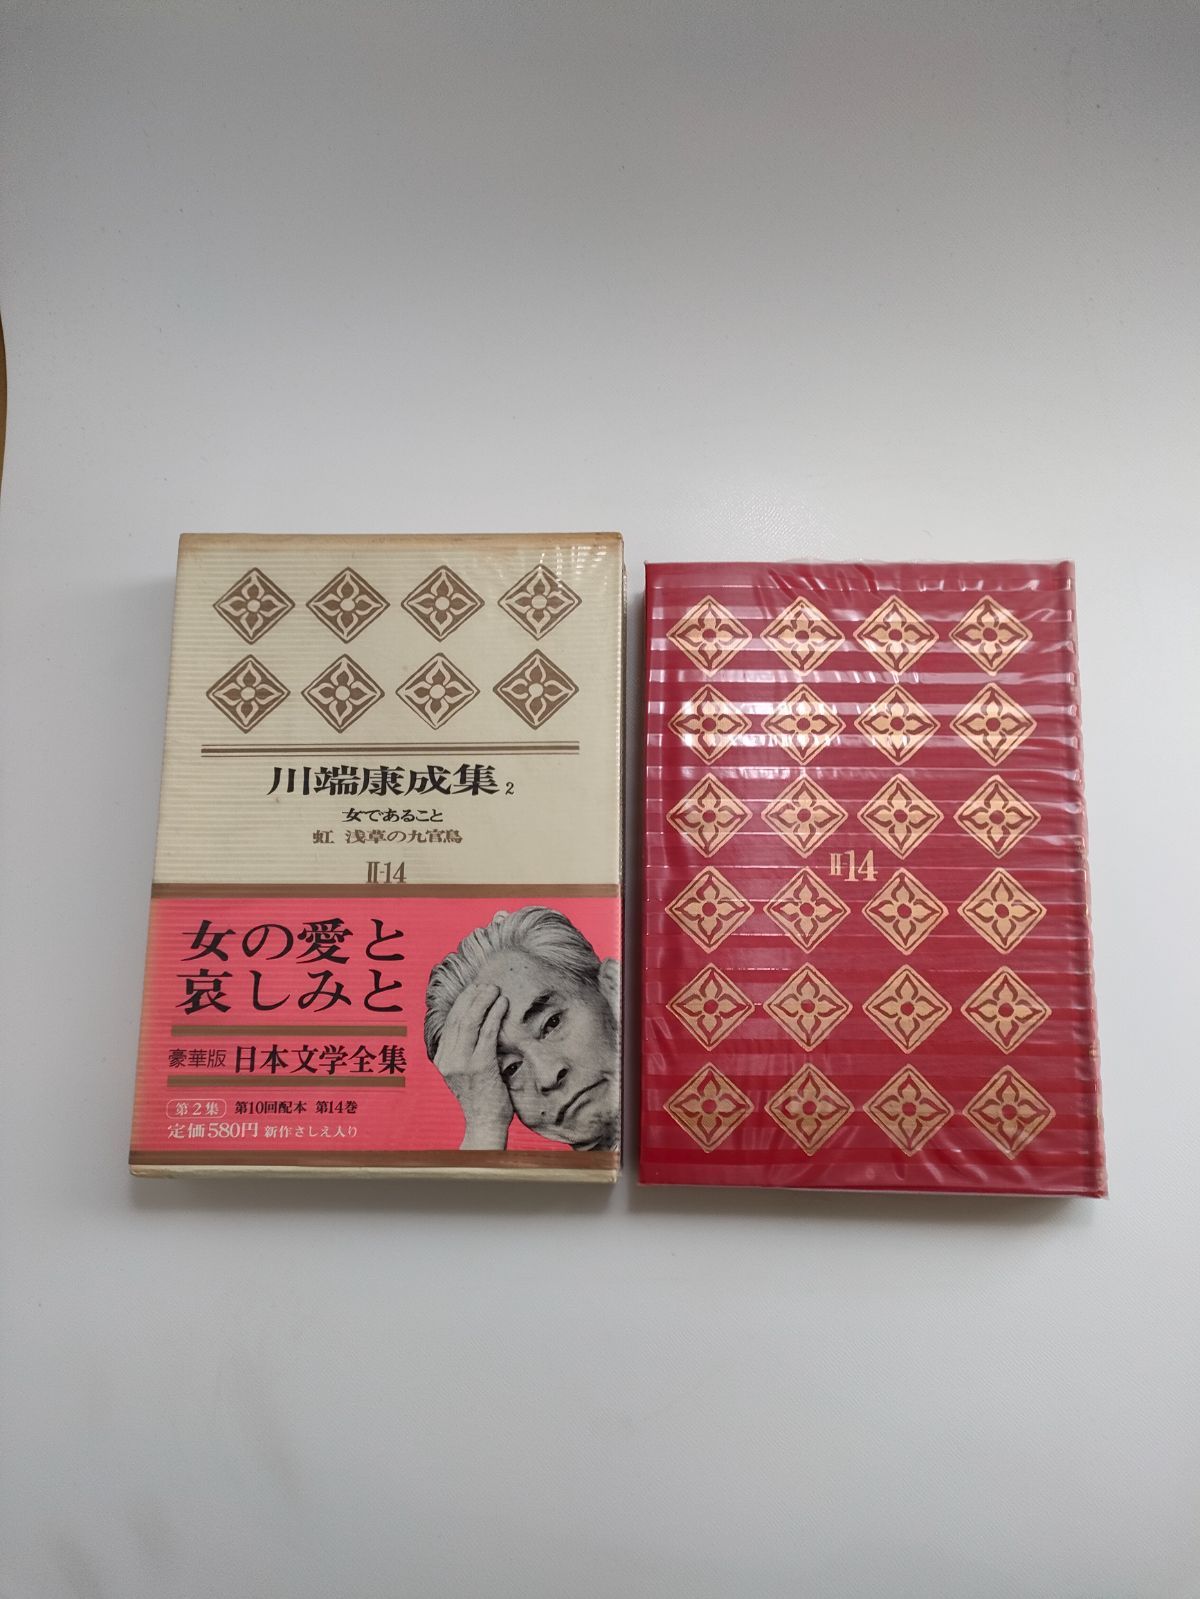 川端康成集 2
女であること
虹 浅草の九官鳥
II-14
女の愛と
哀しみと
豪華版 日本文学全集
第2集 第10回配本 第14巻
定価580円 新作さしえ入り
II-14